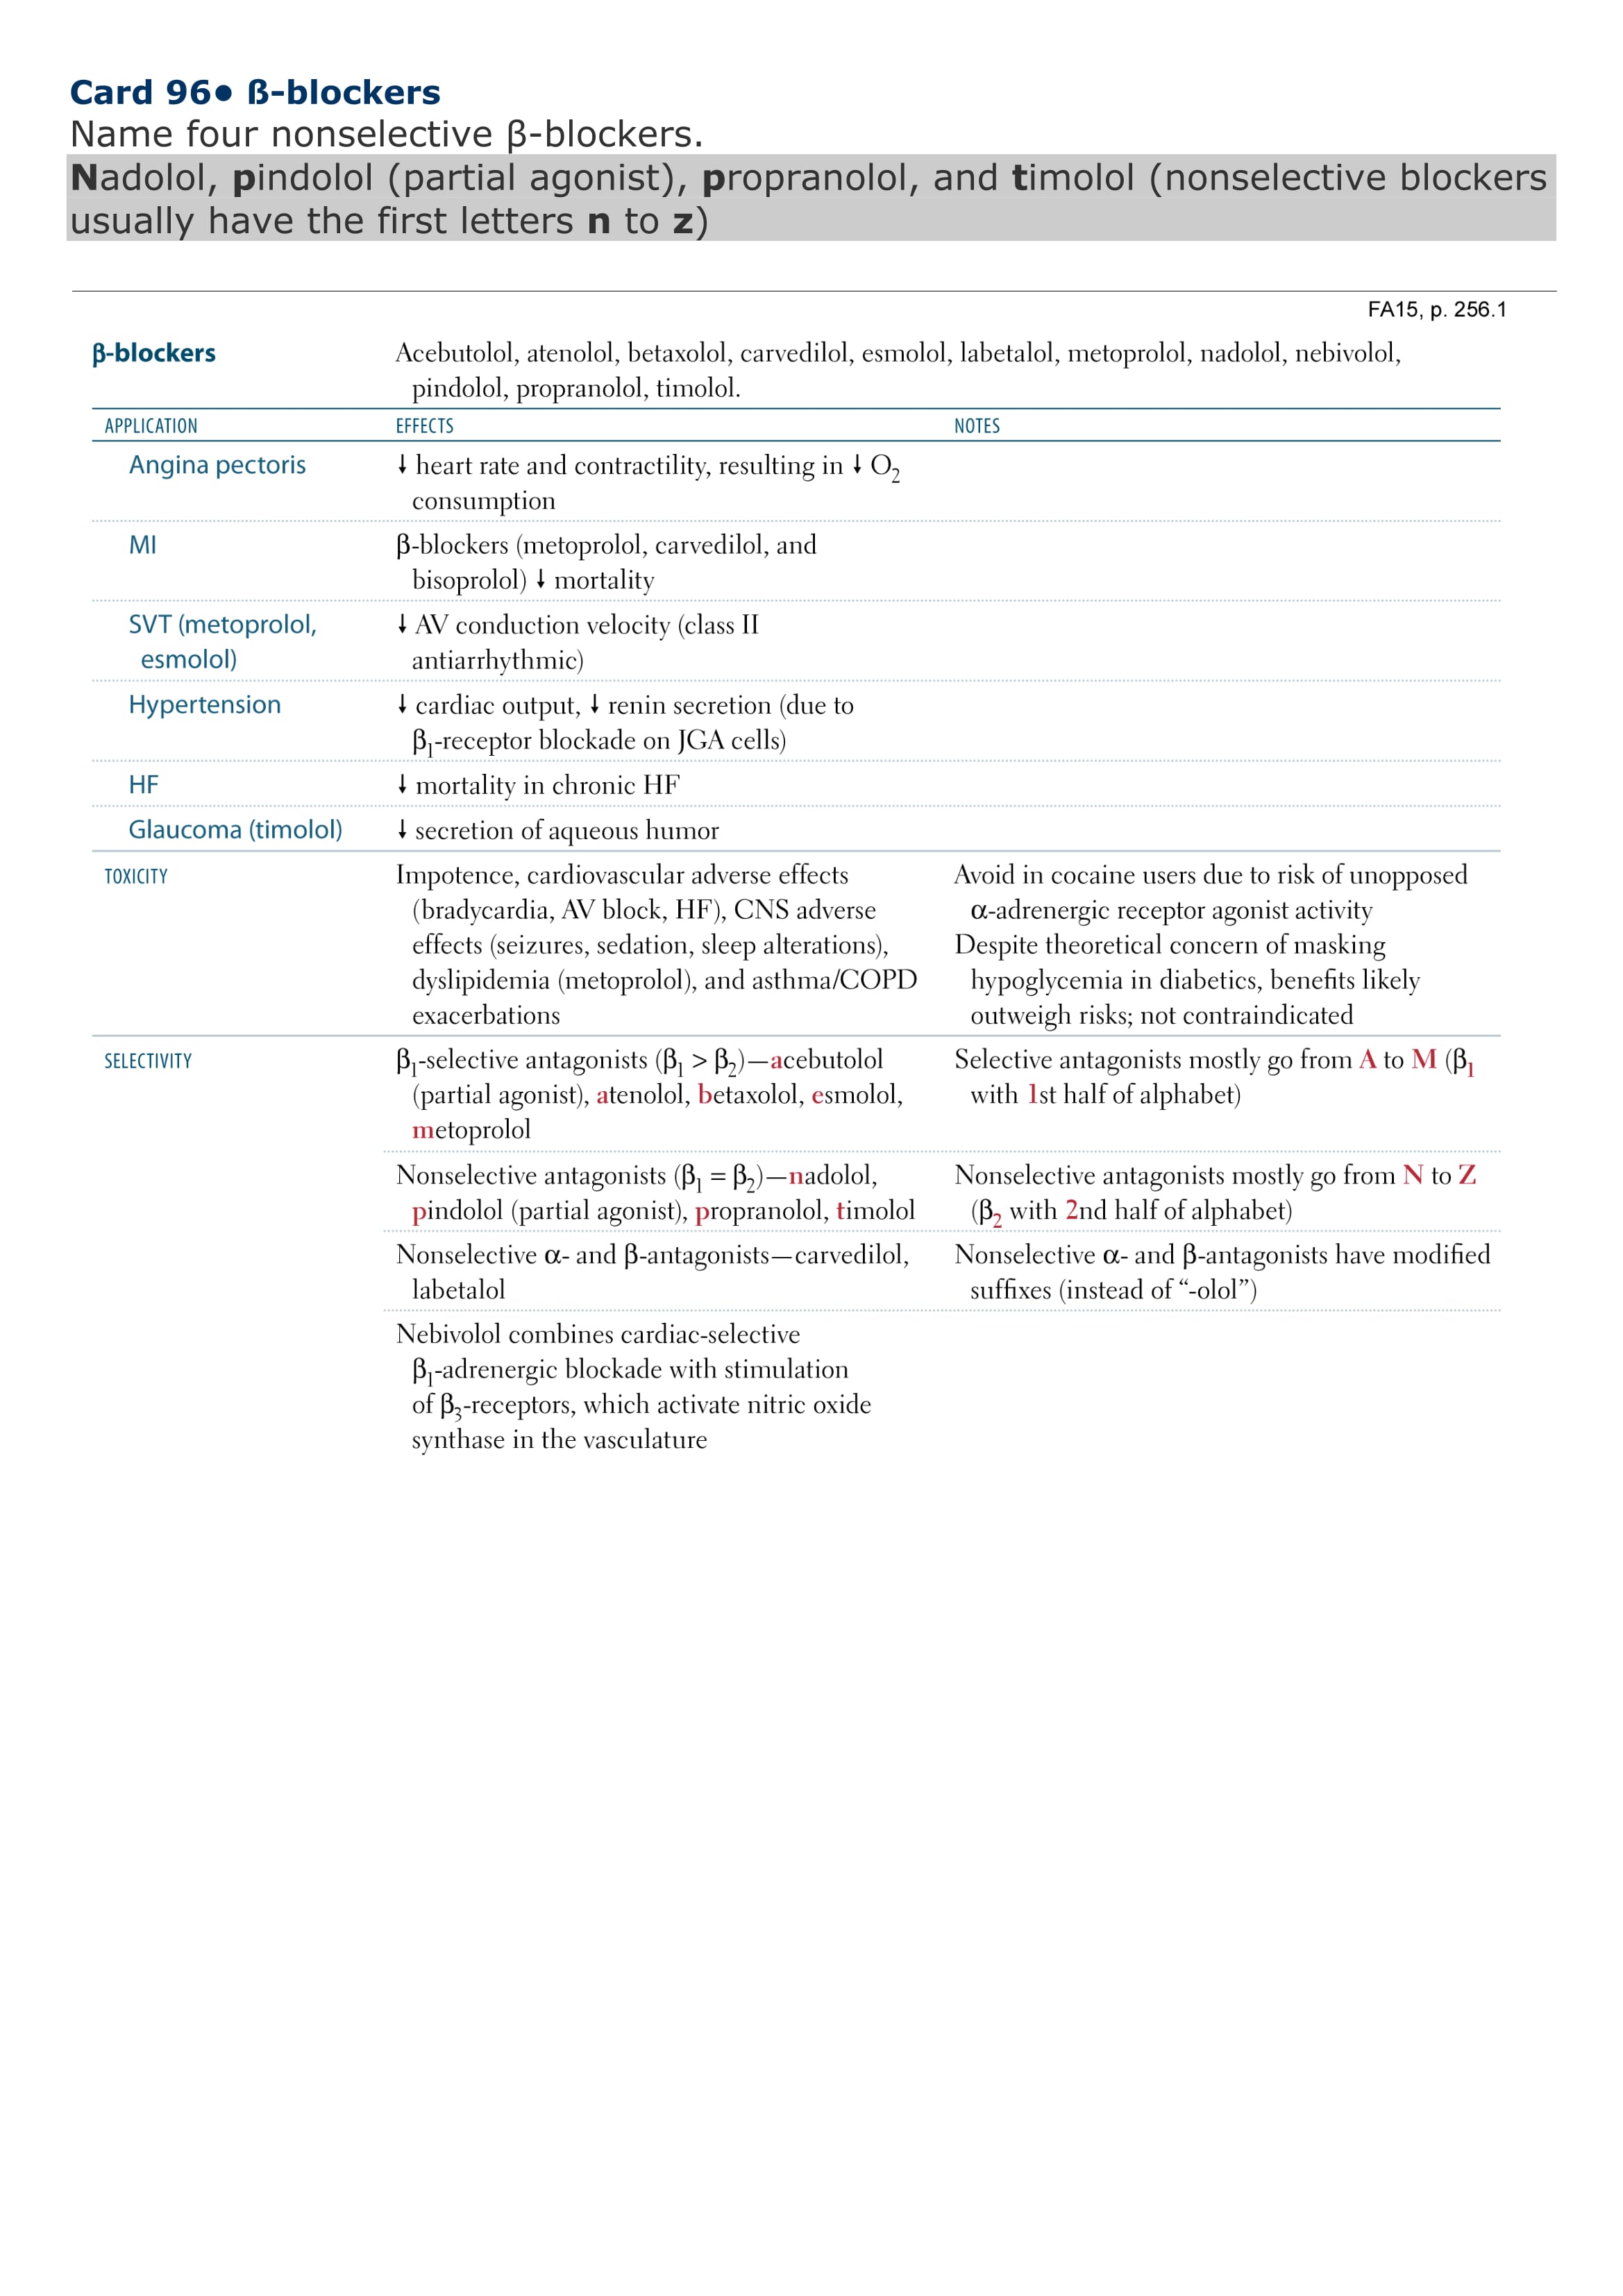 Card 96● ß-blockers
Name four nonselective β-blockers.
Nadolol, pindolol (partial agonist), propranolol, and timolol (nonselective blockers
usually have the first letters n to z)
FA15, p. 256.1
β-blockers Acebutolol, atenolol, betaxolol, carvedilol, esmolol, labetalol, metoprolol, nadolol, nebivolol,
pindolol, propranolol, timolol.
APPLICATION EFFECTS NOTES
Angina pectoris ↓ heart rate and contractility, resulting in ↓ O₂
consumption
MI β-blockers (metoprolol, carvedilol, and
bisoprolol) ↓ mortality
SVT (metoprolol, ↓ AV conduction velocity (class II
esmolol) antiarrhythmic)
Hypertension ↓ cardiac output, ↓ renin secretion (due to
β₁-receptor blockade on JGA cells)
HF ↓ mortality in chronic HF
Glaucoma (timolol) ↓ secretion of aqueous humor
TOXICITY Impotence, cardiovascular adverse effects Avoid in cocaine users due to risk of unopposed
(bradycardia, AV block, HF), CNS adverse α-adrenergic receptor agonist activity
effects (seizures, sedation, sleep alterations), Despite theoretical concern of masking
dyslipidemia (metoprolol), and asthma/COPD hypoglycemia in diabetics, benefits likely
exacerbations outweigh risks; not contraindicated
SELECTIVITY β₁-selective antagonists (β₁ > β₂)—acebutolol Selective antagonists mostly go from A to M (β₁
(partial agonist), atenolol, betaxolol, esmolol, with 1st half of alphabet)
metoprolol
Nonselective antagonists (β₁ = β₂)—nadolol, Nonselective antagonists mostly go from N to Z
pindolol (partial agonist), propranolol, timolol (β₂ with 2nd half of alphabet)
Nonselective α- and β-antagonists—carvedilol, Nonselective α- and β-antagonists have modified
labetalol suffixes (instead of “-olol”)
Nebivolol combines cardiac-selective
β₁-adrenergic blockade with stimulation
of β₃-receptors, which activate nitric oxide
synthase in the vasculature